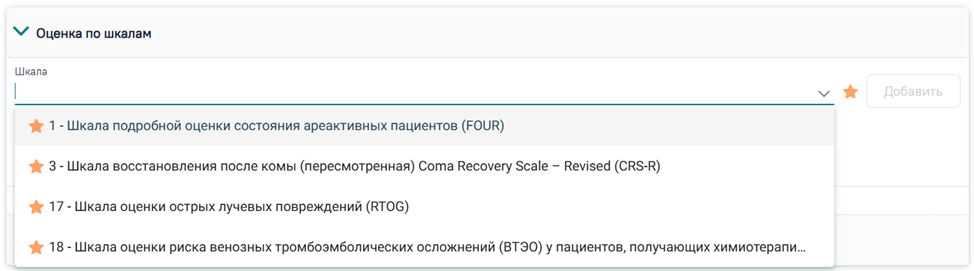 Оценка по шкалам
Шкала
Добавить
1 - Шкала подробной оценки состояния ареактивных пациентов (FOUR)
3 - Шкала восстановления после комы (пересмотренная) Coma Recovery Scale – Revised (CRS-R)
17 - Шкала оценки острых лучевых повреждений (RTOG)
18 - Шкала оценки риска венозных тромбоэмболических осложнений (ВТЭО) у пациентов, получающих химиотерапи...